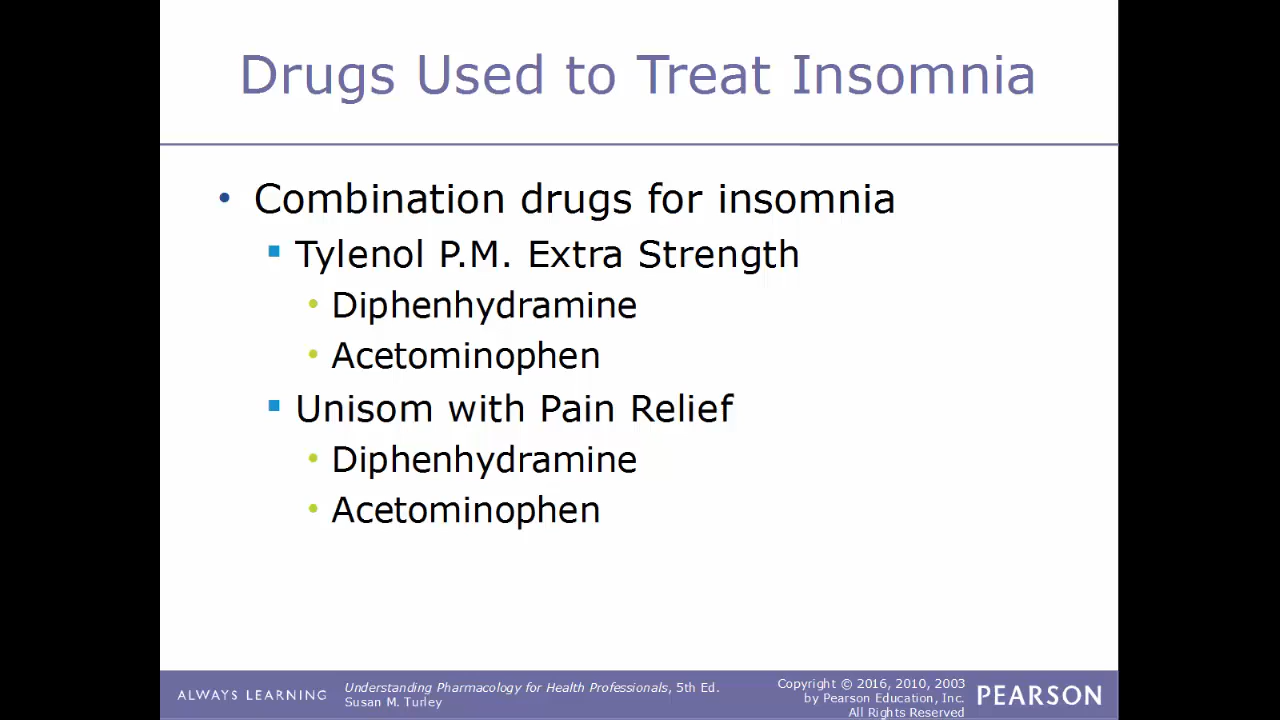 Drugs Used to Treat Insomnia
• Combination drugs for insomnia
▪ Tylenol P.M. Extra Strength
• Diphenhydramine
• Acetominophen
▪ Unisom with Pain Relief
• Diphenhydramine
• Acetominophen
ALWAYS LEARNING
Understanding Pharmacology for Health Professionals, 5th Ed.
Susan M. Turley
Copyright © 2016, 2010, 2003
by Pearson Education, Inc.
All Rights Reserved
PEARSON